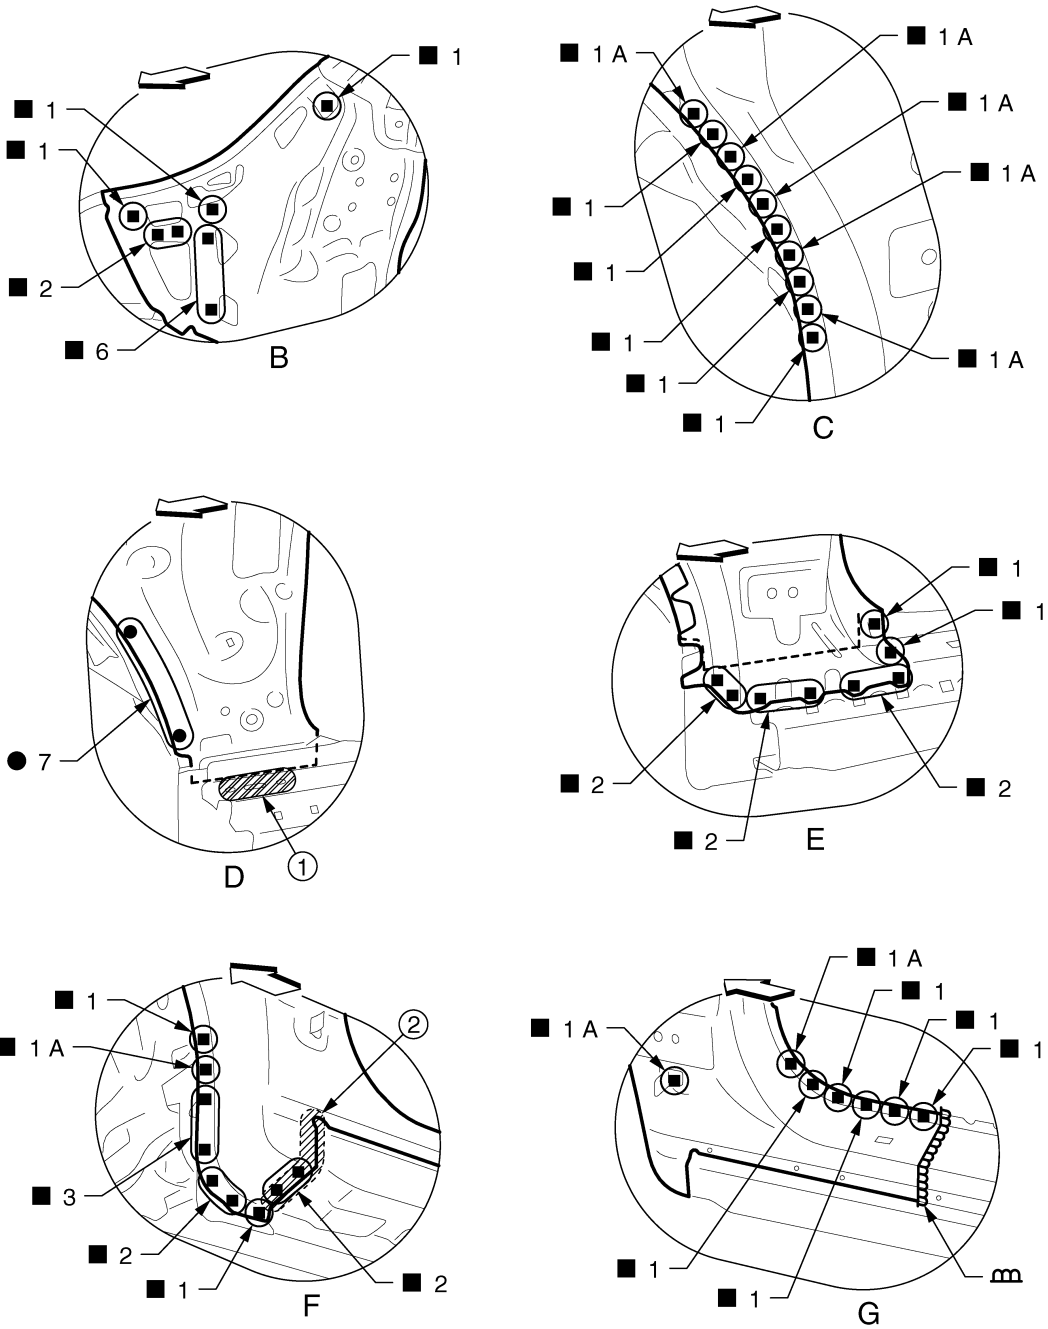 ■ 1
■ 1
■ 1
■ 2
■ 6
B
■ 1 A
■ 1 A
■ 1 A
■ 1 A
■ 1
■ 1
■ 1
■ 1 A
■ 1
■ 1
C
● 7
1
D
■ 1
■ 1
■ 2
■ 2
■ 2
E
■ 1
2
■ 1 A
■ 3
■ 2
■ 2
■ 1
F
■ 1 A
■ 1
■ 1
■ 1 A
■ 1
■ 1
■ 1
G